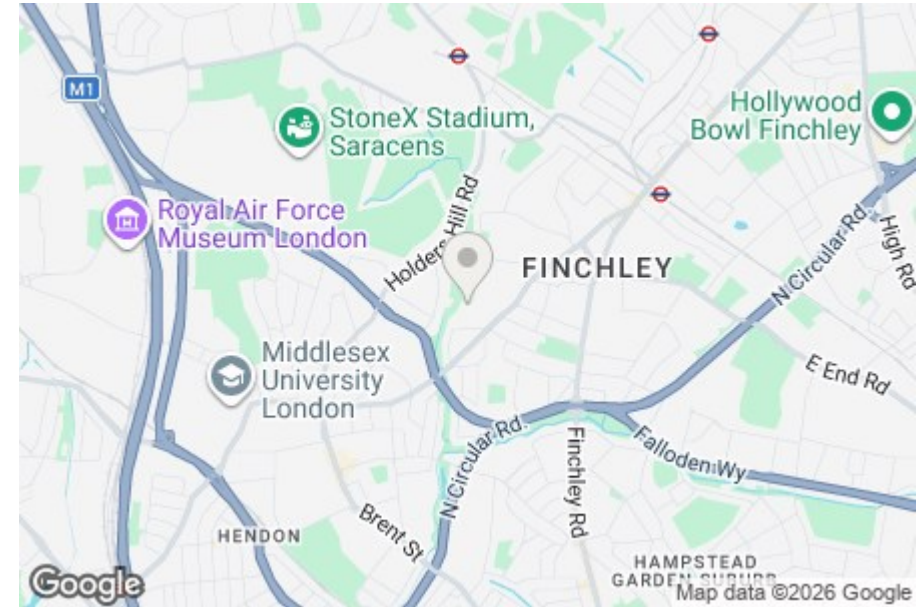 M1
StoneX Stadium,
Saracens
Hollywood
Bowl Finchley
Royal Air Force
Museum London
Holders Hill Rd
FINCHLEY
N Circular Rd.
High Rd
Middlesex
University
London
E End Rd
N Circular Rd.
Finchley Rd
Falloden Wy
Brent St
HENDON
HAMPSTEAD
GARDEN SUBURB
Google
Map data ©2026 Google